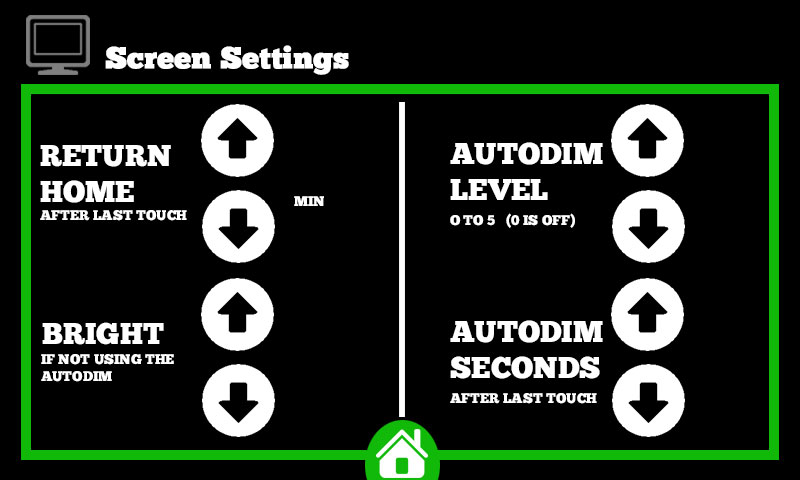 Screen Settings
RETURN
HOME
AFTER LAST TOUCH
MIN
BRIGHT
IF NOT USING THE
AUTODIM
AUTODIM
LEVEL
0 TO 5 (0 IS OFF)
AUTODIM
SECONDS
AFTER LAST TOUCH